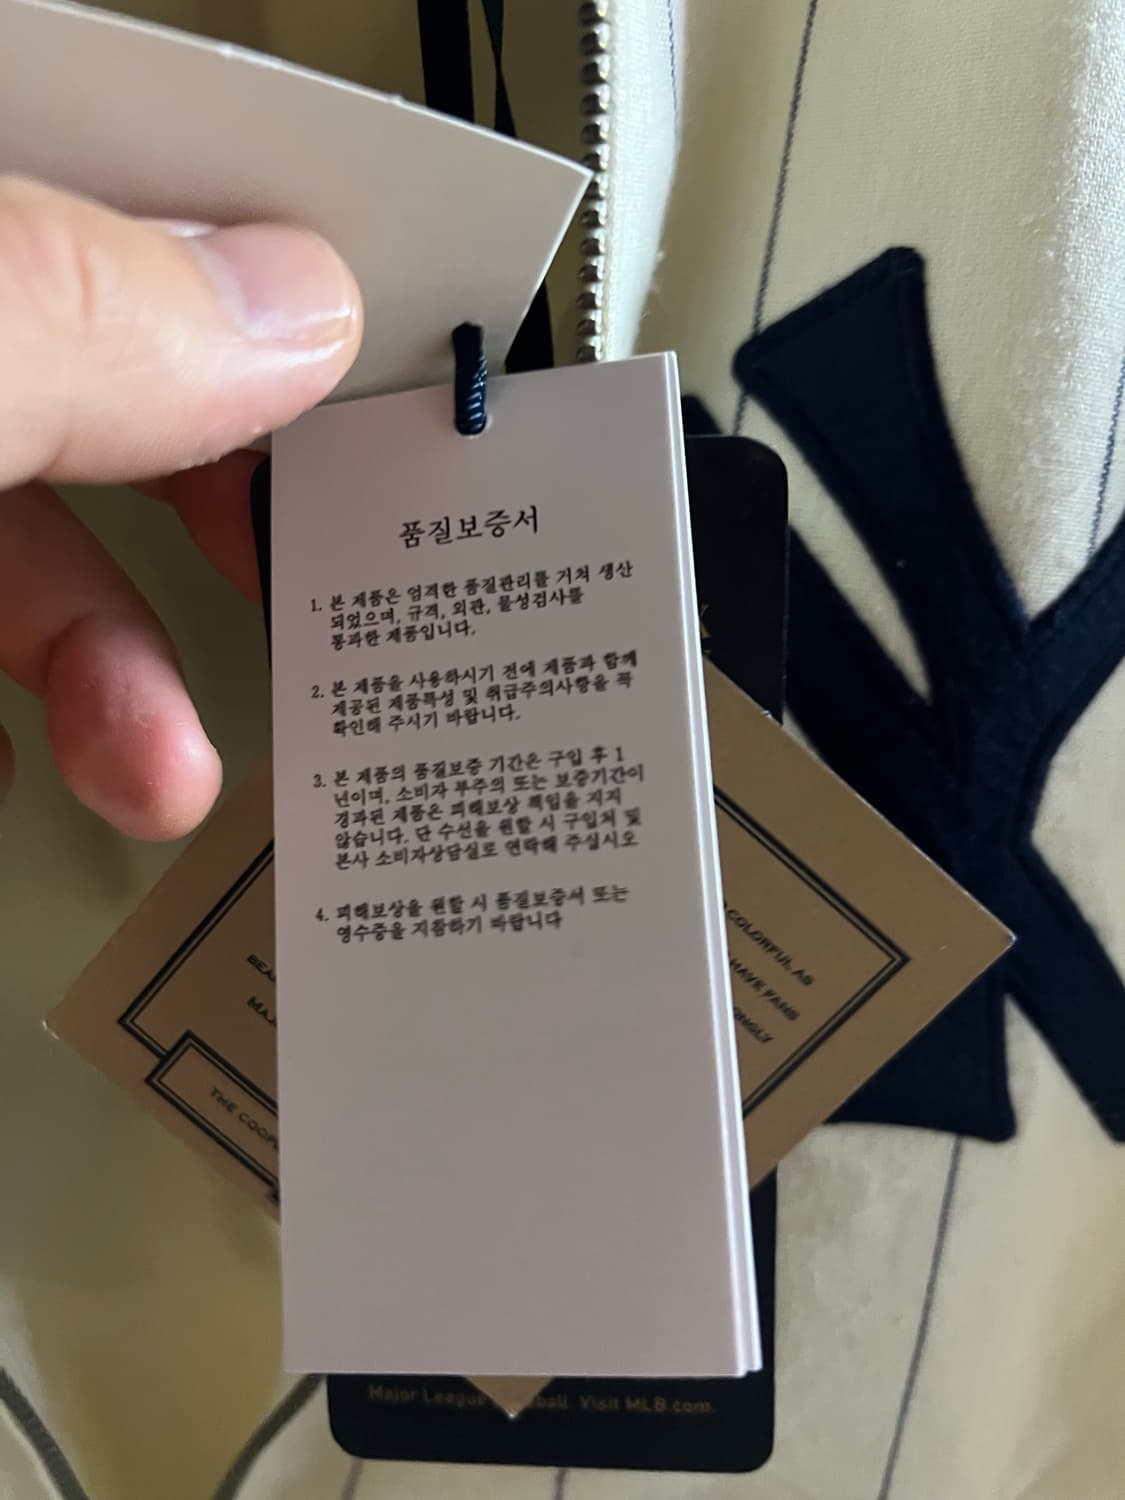 품질보증서
1. 본 제품은 엄격한 품질관리를 거쳐 생산
되었으며, 규격, 외관, 물성검사를
통과한 제품입니다.
2. 본 제품을 사용하시기 전에 제품과 함께
제공된 제품특성 및 취급주의사항을 꼭
확인해 주시기 바랍니다.
3. 본 제품의 품질보증 기간은 구입 후 1
년이며, 소비자 부주의 또는 보증기간이
경과된 제품은 피해보상 책임을 지지
않습니다. 단 수선을 원할 시 구입처 및
본사 소비자상담실로 연락해 주십시오
4. 피해보상을 원할 시 품질보증서 또는
영수증을 지참하기 바랍니다
COLORFUL AS
HAVE FANS
THE COOP
Major League Visit MLB.com.